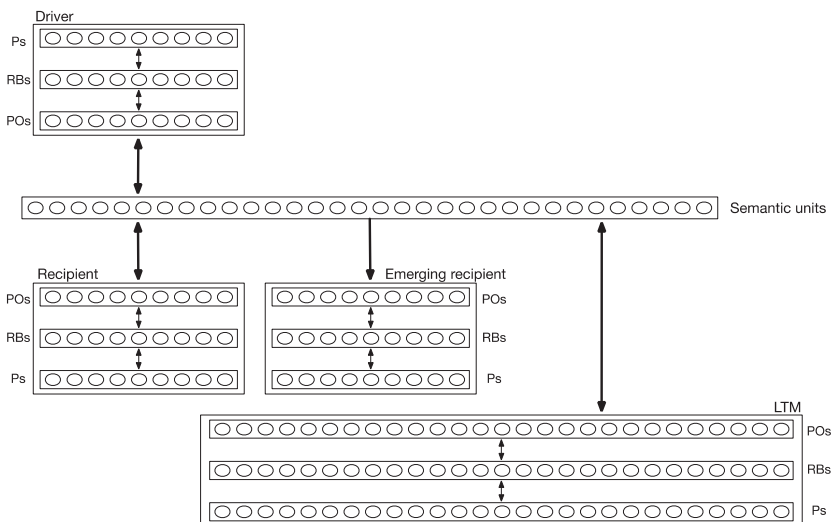 Driver
Ps
RBs
POs
Semantic units
Recipient
Emerging recipient
POs
POs
RBs
RBs
Ps
Ps
LTM
POs
RBs
Ps